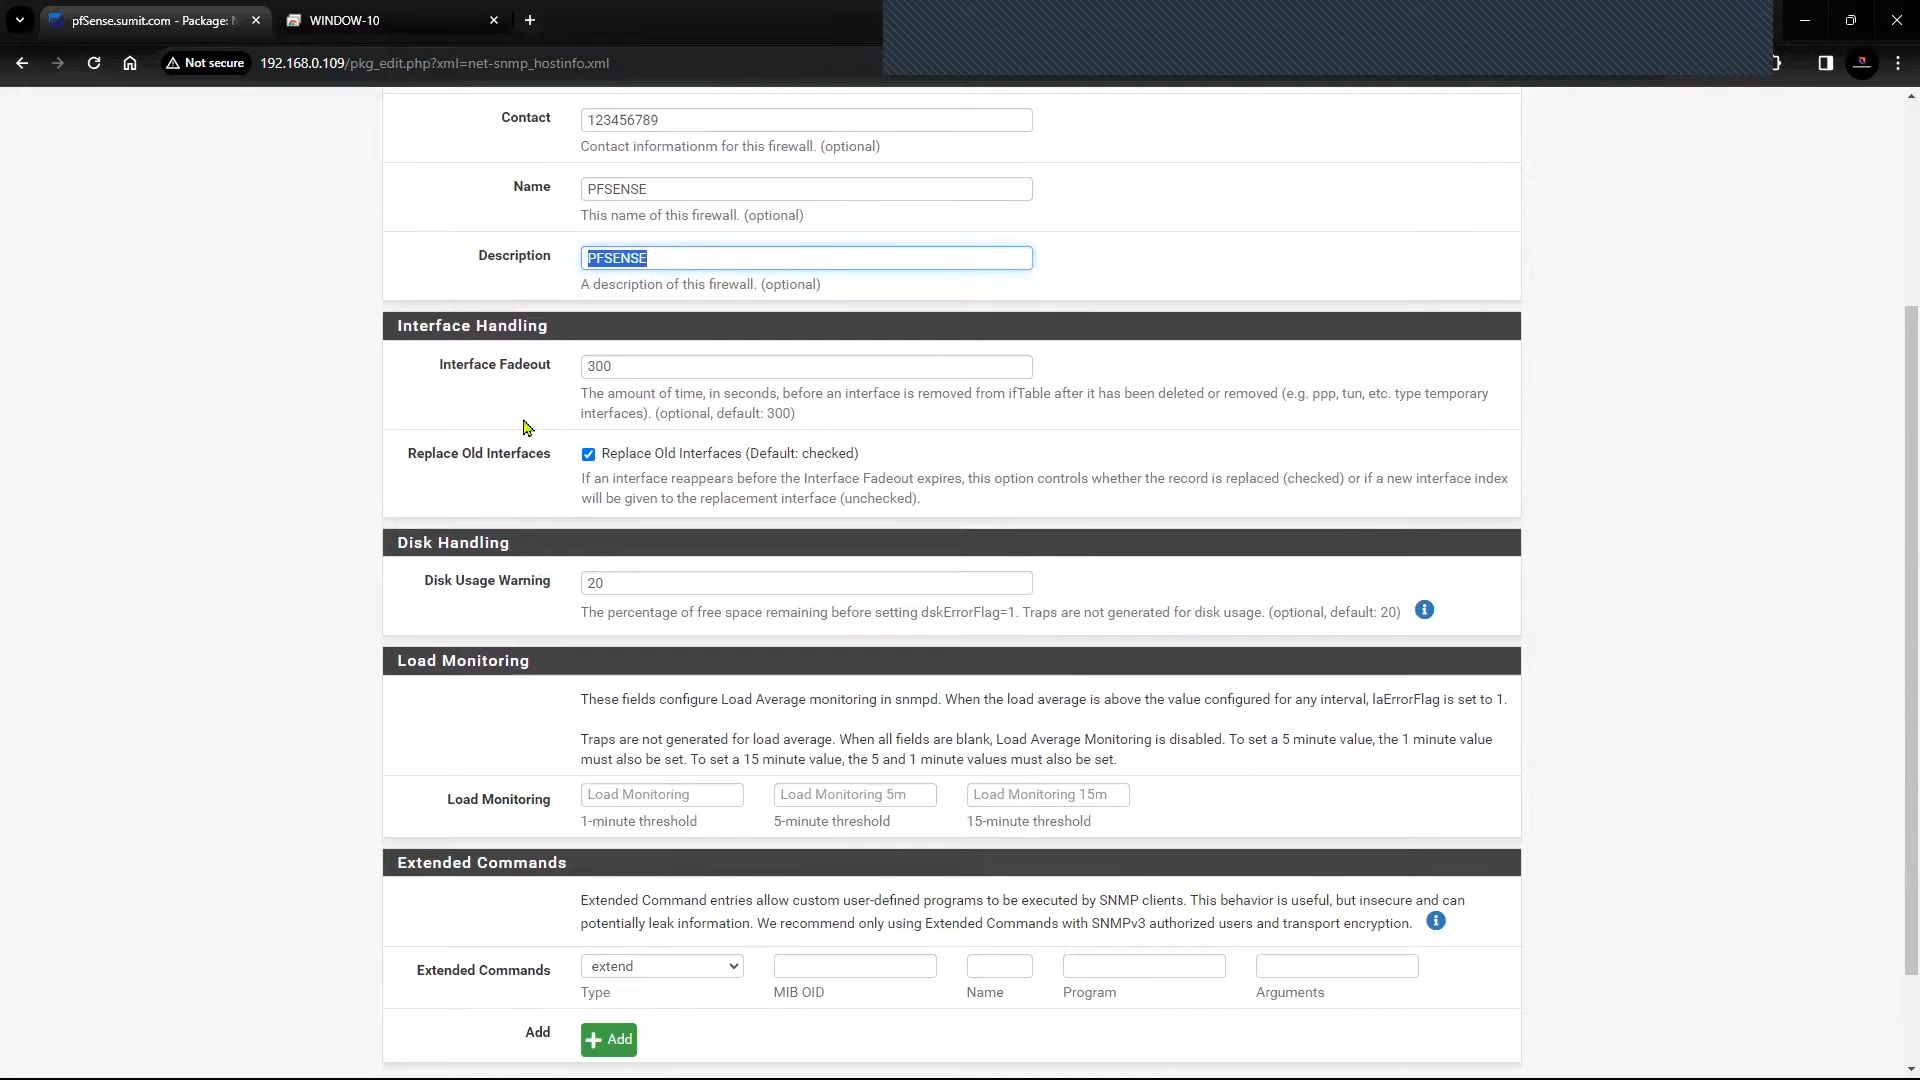 pfSense.sumit.com - Package:
WINDOW-10
Not secure
192.168.0.109/pkg_edit.php?xml=net-snmp_hostinfo.xml
Contact
123456789
Contact informationm for this firewall. (optional)
Name
PFSENSE
This name of this firewall. (optional)
Description
PFSENSE
A description of this firewall. (optional)
Interface Handling
Interface Fadeout
300
The amount of time, in seconds, before an interface is removed from ifTable after it has been deleted or removed (e.g. ppp, tun, etc. type temporary
interfaces). (optional, default: 300)
Replace Old Interfaces
Replace Old Interfaces (Default: checked)
If an interface reappears before the Interface Fadeout expires, this option controls whether the record is replaced (checked) or if a new interface index
will be given to the replacement interface (unchecked).
Disk Handling
Disk Usage Warning
20
The percentage of free space remaining before setting dskErrorFlag=1. Traps are not generated for disk usage. (optional, default: 20)
Load Monitoring
These fields configure Load Average monitoring in snmpd. When the load average is above the value configured for any interval, laErrorFlag is set to 1.
Traps are not generated for load average. When all fields are blank, Load Average Monitoring is disabled. To set a 5 minute value, the 1 minute value
must also be set. To set a 15 minute value, the 5 and 1 minute values must also be set.
Load Monitoring
Load Monitoring
Load Monitoring 5m
Load Monitoring 15m
1-minute threshold
5-minute threshold
15-minute threshold
Extended Commands
Extended Command entries allow custom user-defined programs to be executed by SNMP clients. This behavior is useful, but insecure and can
potentially leak information. We recommend only using Extended Commands with SNMPv3 authorized users and transport encryption.
Extended Commands
extend
Type
MIB OID
Name
Program
Arguments
Add
Add